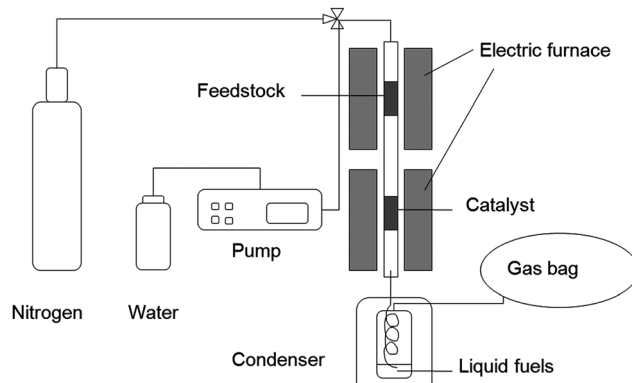 Electric furnace
Feedstock
Catalyst
Pump
Gas bag
Nitrogen
Water
Condenser
Liquid fuels